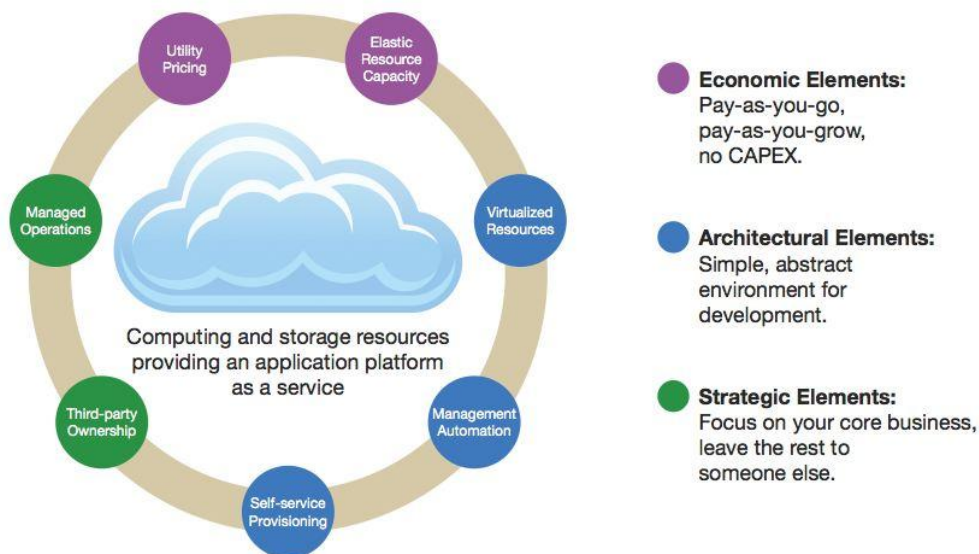 Utility
Pricing
Elastic
Resource
Capacity
Managed
Operations
Virtualized
Resources
Computing and storage resources
providing an application platform
as a service
Third-party
Ownership
Management
Automation
Self-service
Provisioning
Economic Elements:
Pay-as-you-go,
pay-as-you-grow,
no CAPEX.
Architectural Elements:
Simple, abstract
environment for
development.
Strategic Elements:
Focus on your core business,
leave the rest to
someone else.